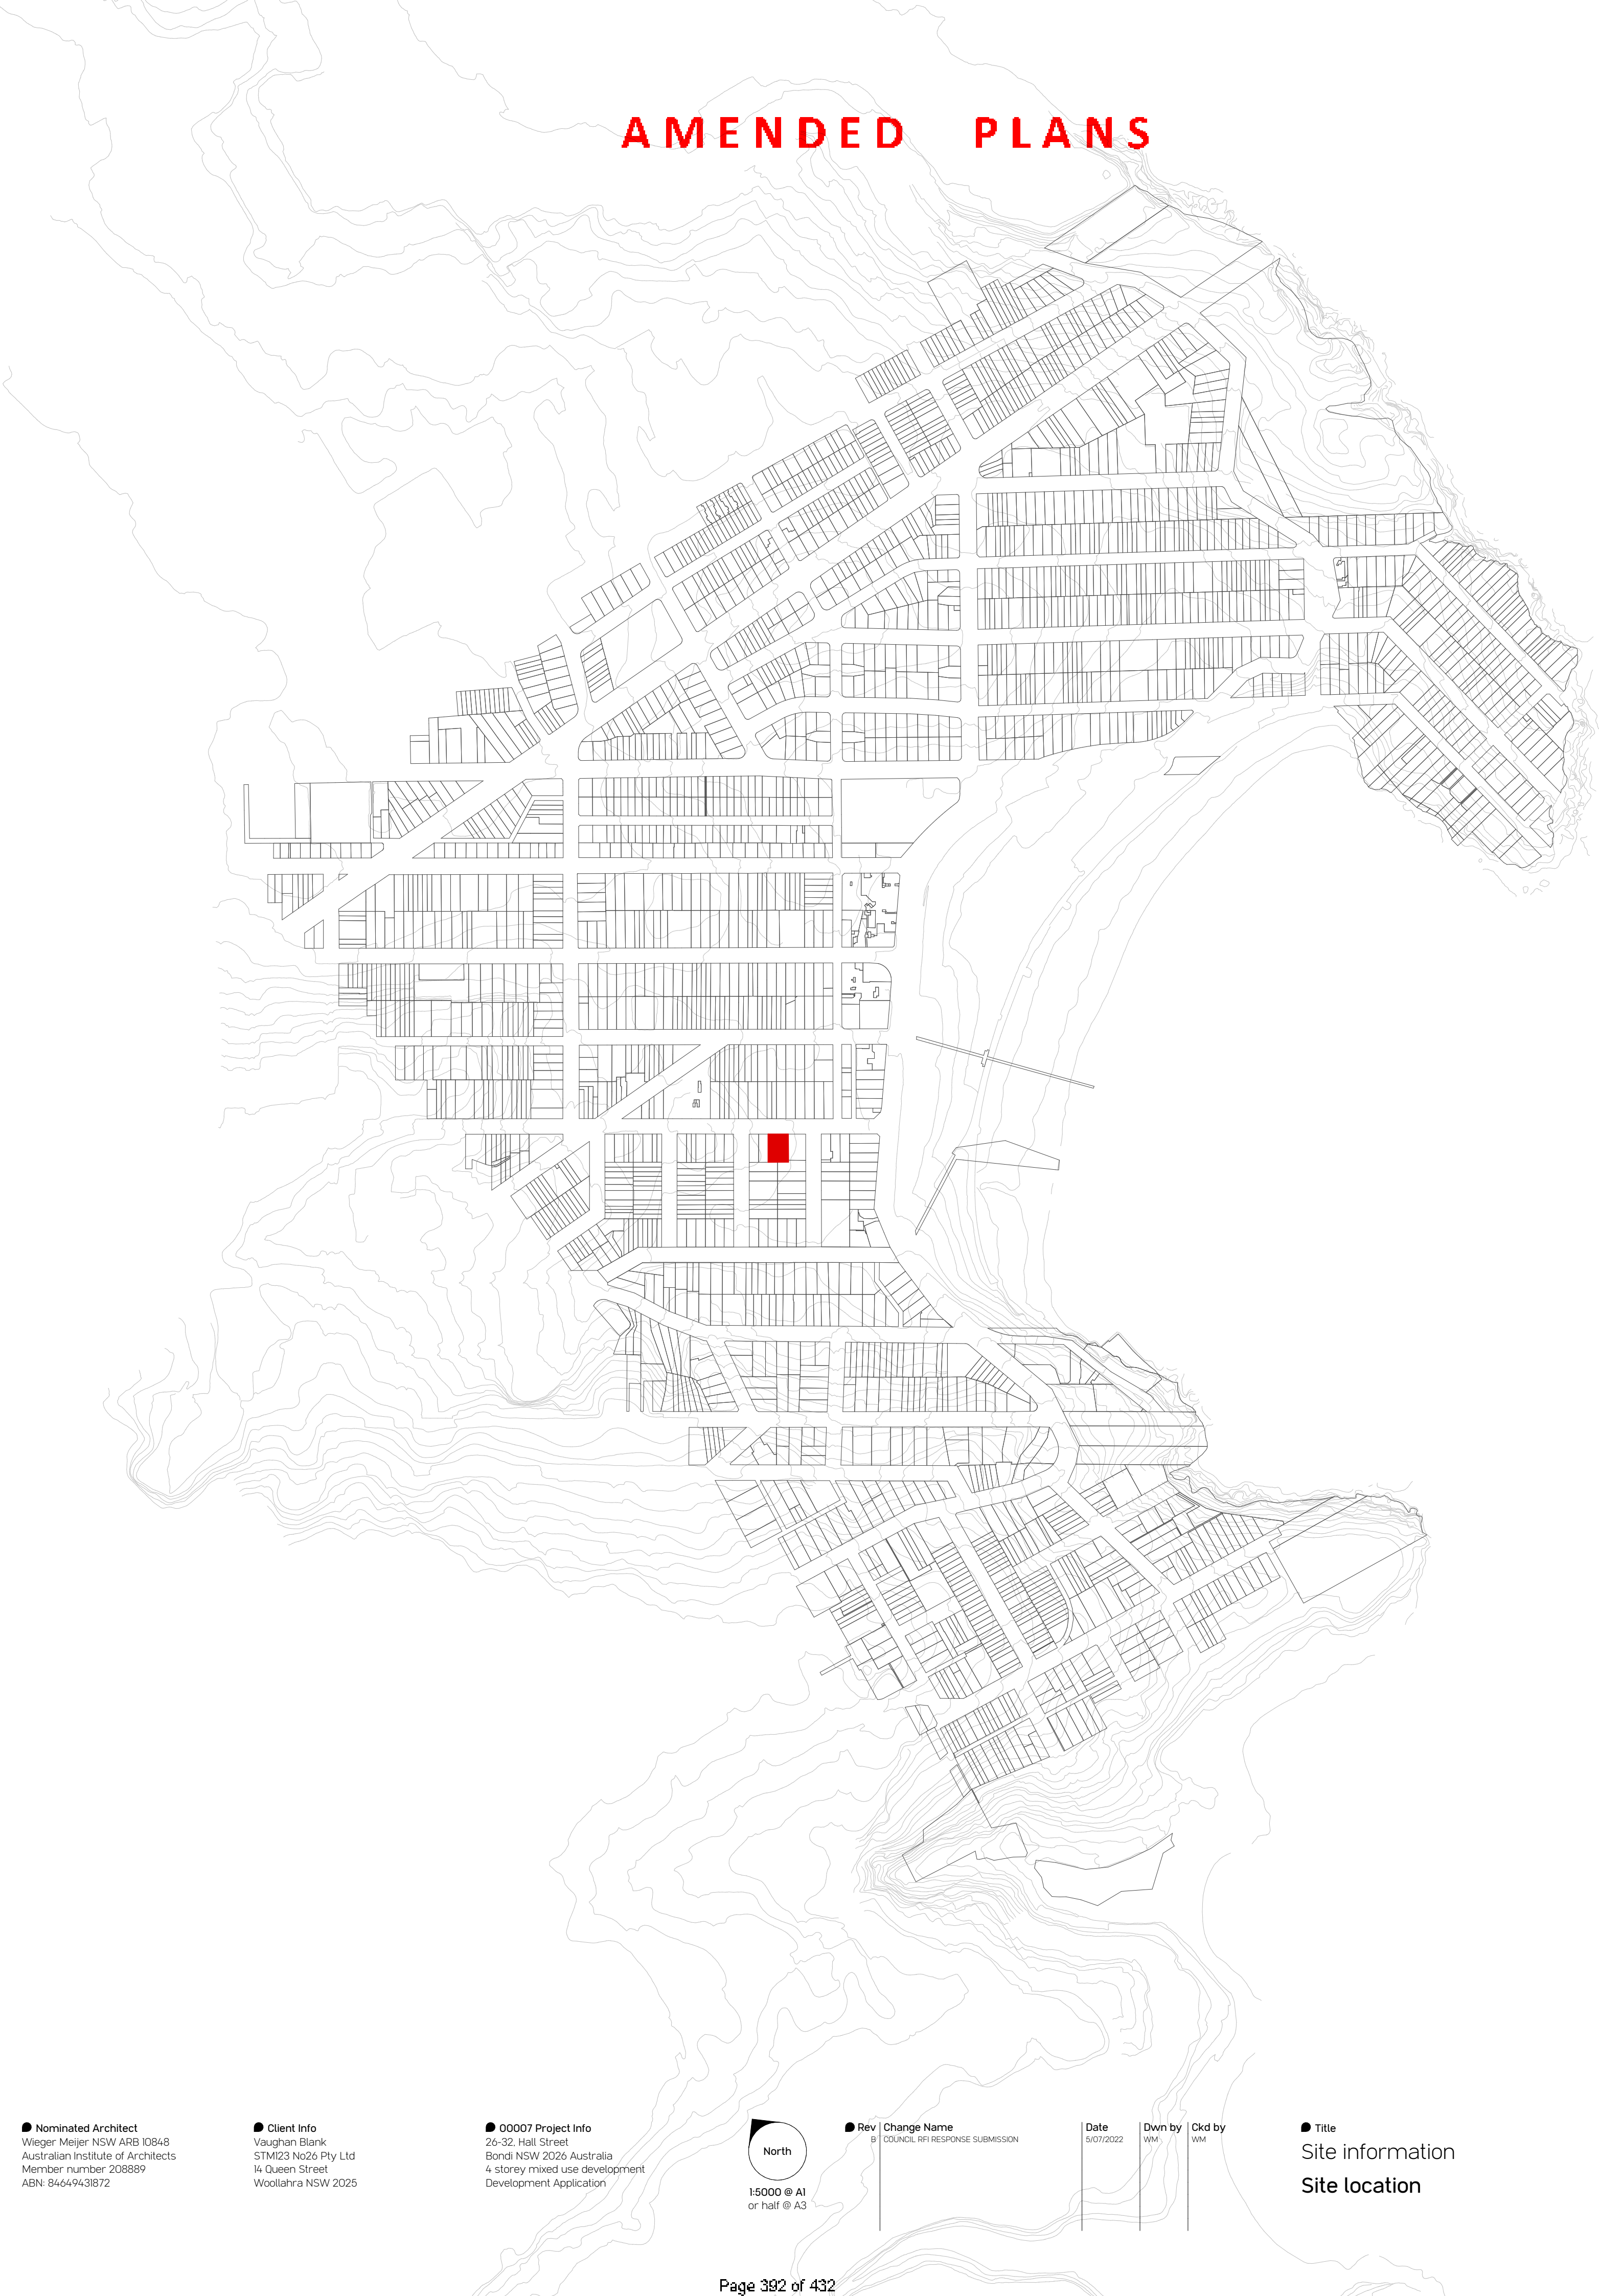 AMENDED PLANS
Nominated Architect
Wieger Meijer NSW ARB 10848
Australian Institute of Architects
Member number 208889
ABN: 84649431872
Client Info
Vaughan Blank
STM123 No26 Pty Ltd
14 Queen Street
Woollahra NSW 2025
00007 Project Info
26-32, Hall Street
Bondi NSW 2026 Australia
4 storey mixed use development
Development Application
North
1:5000 @ A1
or half @ A3
Rev Change Name Date Dwn by Ckd by
B COUNCIL RFI RESPONSE SUBMISSION 5/07/2022 WM WM
Title
Site information
Site location
Page 392 of 432